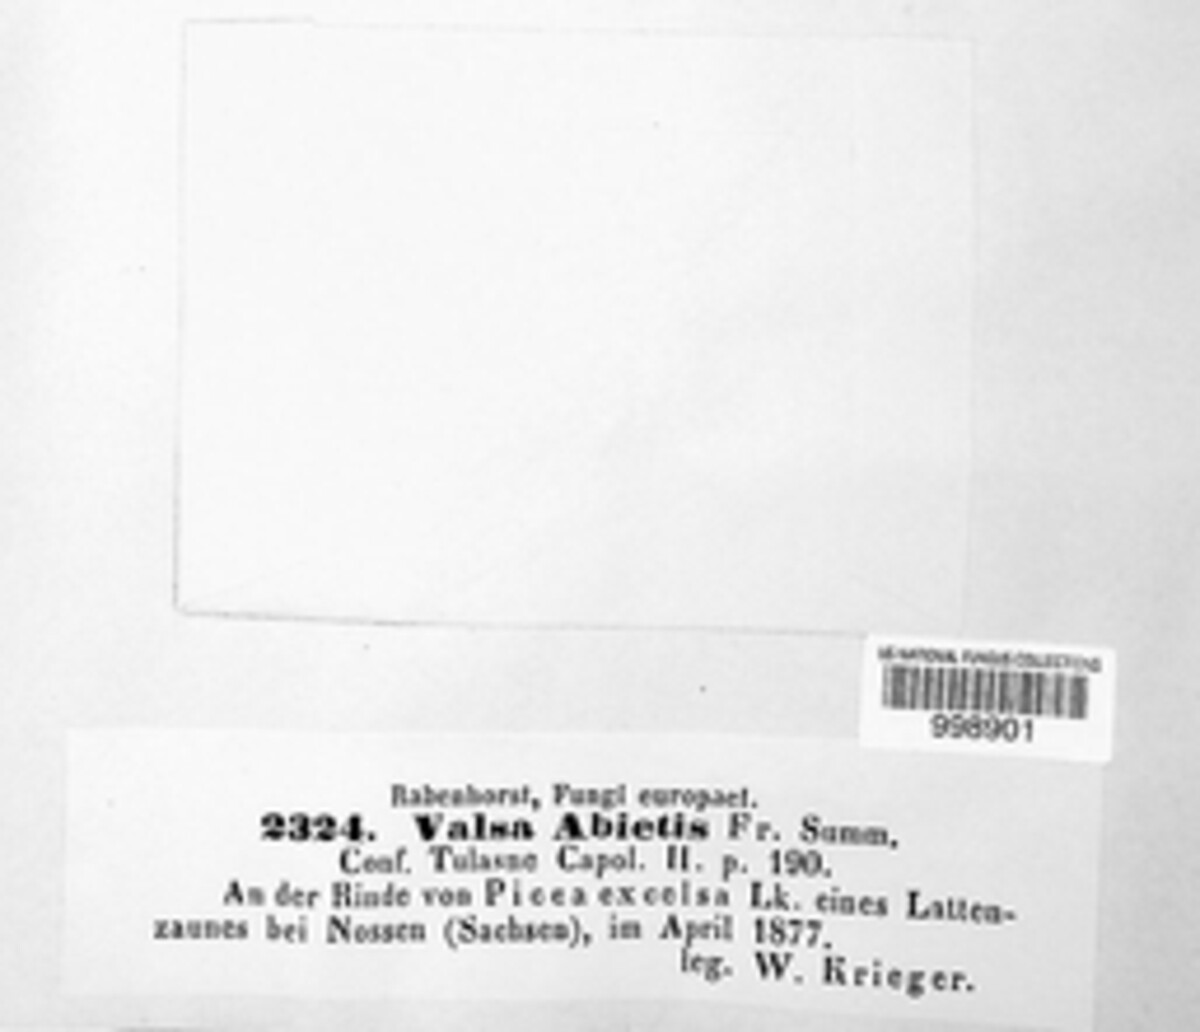 US NATIONAL FUNGUS COLLECTIONS
998901
Rabenhorst, Fungi europaei.
2324. Valsa Abietis Fr. Summ.
Conf. Tulasne Capol. II. p. 190.
An der Rinde von Picea excelsa Lk. eines Latten-
zaunes bei Nossen (Sachsen), im April 1877.
leg. W. Krieger.